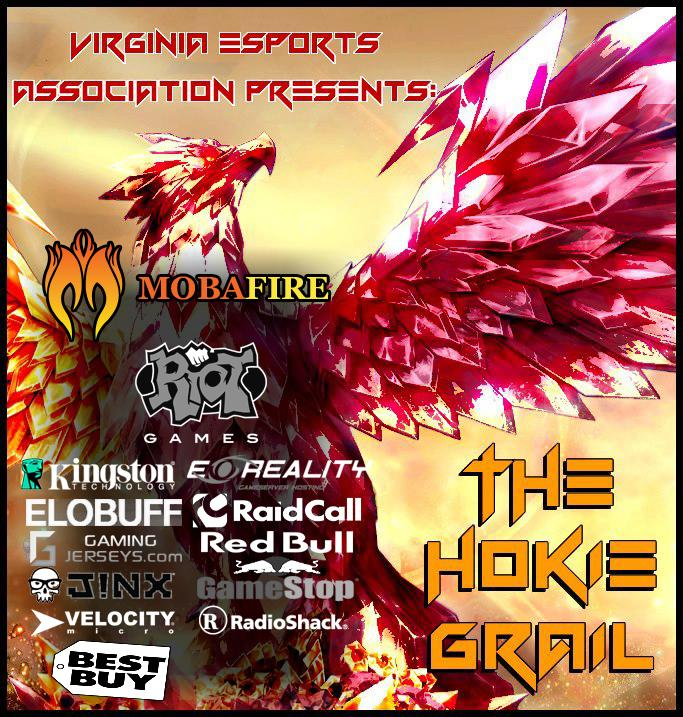 VIRGINIA ESPORTS
ASSOCIATION PRESENTS:
MOBAFIRE
RIOT
GAMES
Kingston
TECHNOLOGY
EOREALITY
GAMESERVER HOSTING
ELOBUFF
RaidCall
GAMING
JERSEYS.com
Red Bull
J!NX
GameStop
VELOCITY
micro
R RadioShack.
BEST
BUY
THE
HOKIE
GRAIL